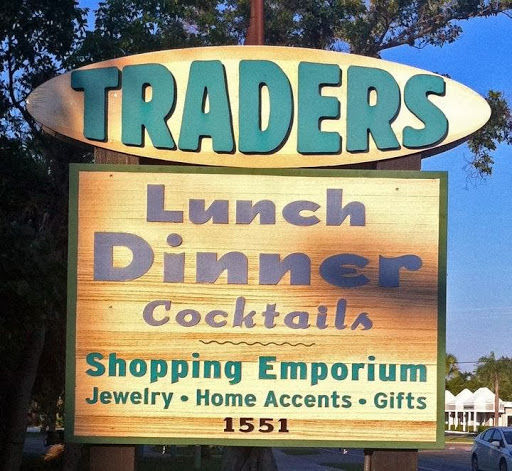 TRADERS
Lunch
Dinner
Cocktails
Shopping Emporium
Jewelry • Home Accents • Gifts
1551